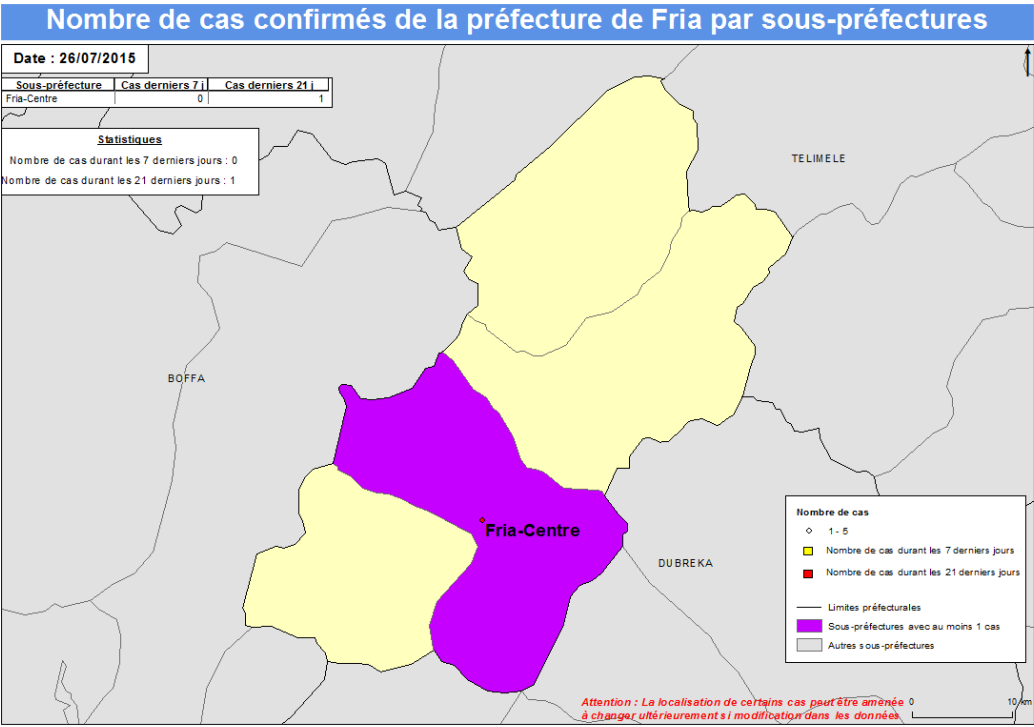 Nombre de cas confirmés de la préfecture de Fria par sous-préfectures
Date : 26/07/2015
Sous-préfecture Cas derniers 7 j Cas derniers 21 j
Fria-Centre 0 1
Statistiques
Nombre de cas durant les 7 derniers jours : 0
Nombre de cas durant les 21 derniers jours : 1
TELIMELE
BOFFA
Fria-Centre
DUBREKA
Nombre de cas
1 - 5
Nombre de cas durant les 7 derniers jours
Nombre de cas durant les 21 derniers jours
Limites préfecturales
Sous-préfectures avec au moins 1 cas
Autres sous-préfectures
Attention : La localisation de certains cas peut être amenée
à changer ultérieurement si modification dans les données
0 10 km